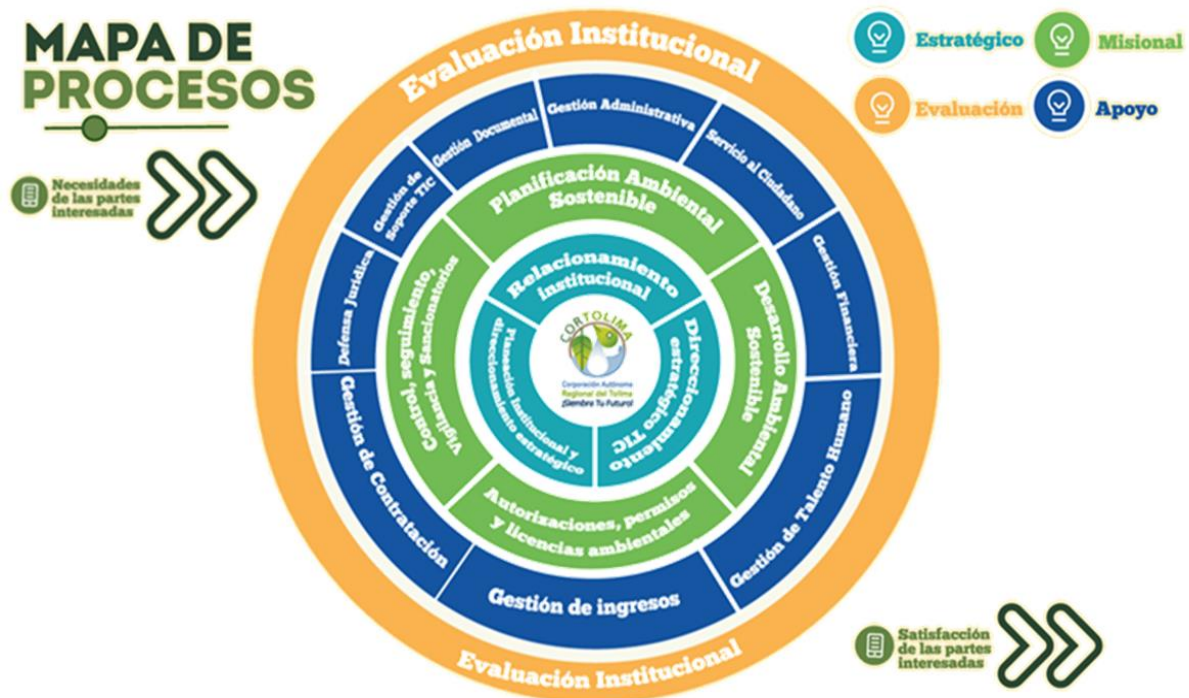 MAPA DE
PROCESOS
Necesidades
de las partes
interesadas
Estratégico
Misional
Evaluación
Apoyo
Evaluación Institucional
Gestión Documental
Gestión Administrativa
Servicio al Ciudadano
Gestión de
Soporte TIC
Gestión Financiera
Defensa Jurídica
Gestión de Talento Humano
Gestión de Contratación
Gestión de ingresos
Planificación Ambiental
Sostenible
Desarrollo Ambiental
Sostenible
Control, seguimiento,
Vigilancia y Sancionatorios
Autorizaciones, permisos
y licencias ambientales
Relacionamiento
institucional
Direccionamiento
estratégico TIC
Planeación Institucional y
direccionamiento estratégico
CORTOLIMA
Corporación Autónoma
Regional del Tolima
¡Siembra Tu Futuro!
Evaluación Institucional
Satisfacción
de las partes
interesadas